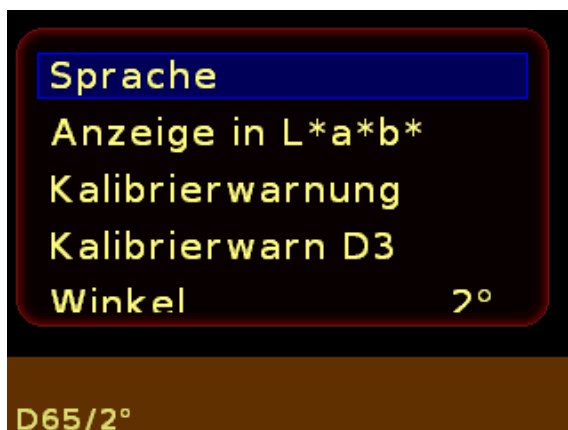 Sprache
Anzeige in L*a*b*
Kalibrierwarnung
Kalibrierwarn D3
Winkel 2°
D65/2°